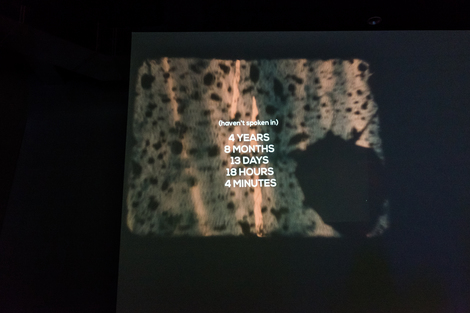 (haven't spoken in)
4 YEARS
8 MONTHS
13 DAYS
18 HOURS
4 MINUTES